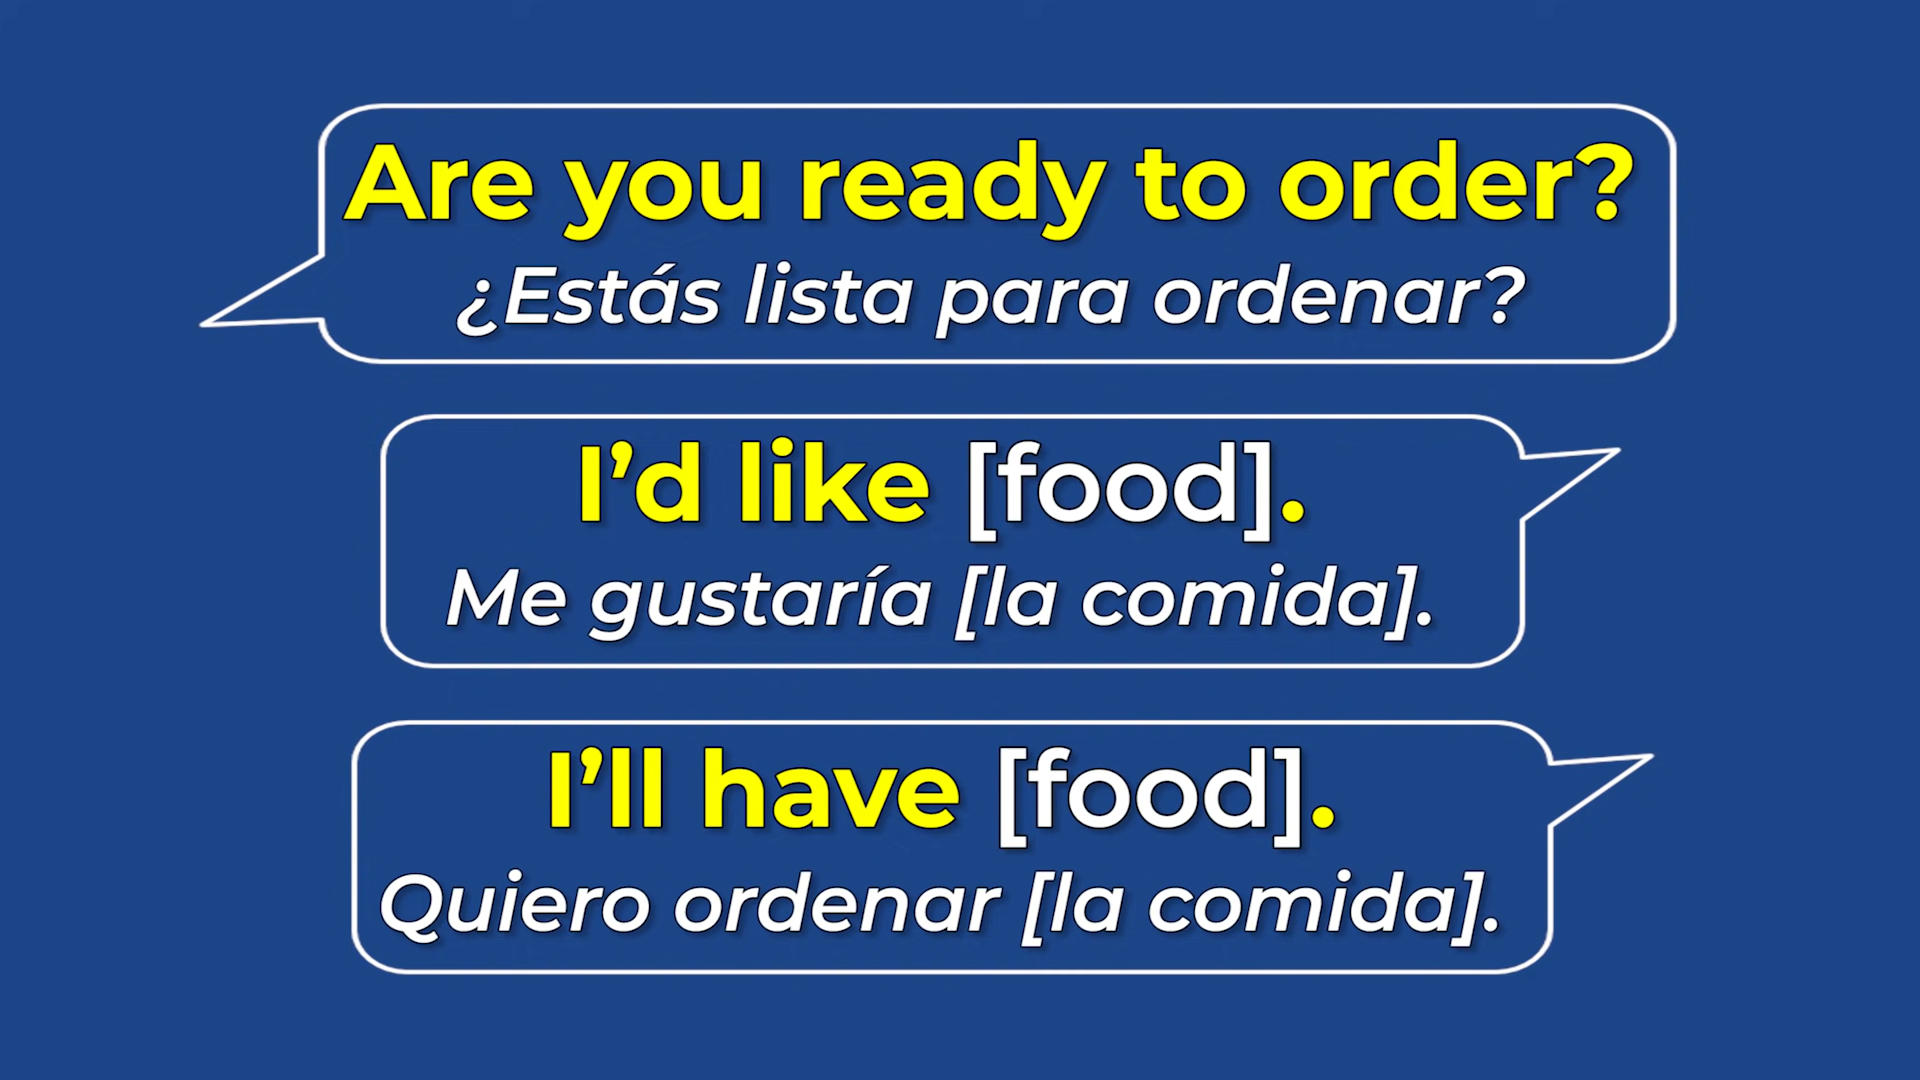 Are you ready to order?
¿Estás lista para ordenar?
I’d like [food].
Me gustaría [la comida].
I’ll have [food].
Quiero ordenar [la comida].